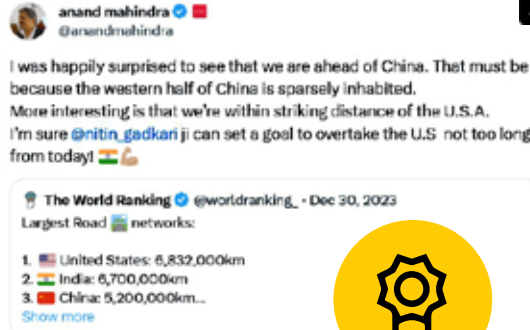 anand mahindra
@anandmahindra
I was happily surprised to see that we are ahead of China. That must be
because the western half of China is sparsely inhabited.
More interesting is that we're within striking distance of the U.S.A.
I'm sure @nitin_gadkari ji can set a goal to overtake the U.S not too long
from today! 🇮🇳 💪🏽
The World Ranking @worldranking_ · Dec 30, 2023
Largest Road 🛣️ networks:
1. 🇺🇸 United States: 6,832,000km
2. 🇮🇳 India: 6,700,000km
3. 🇨🇳 China: 5,200,000km...
Show more